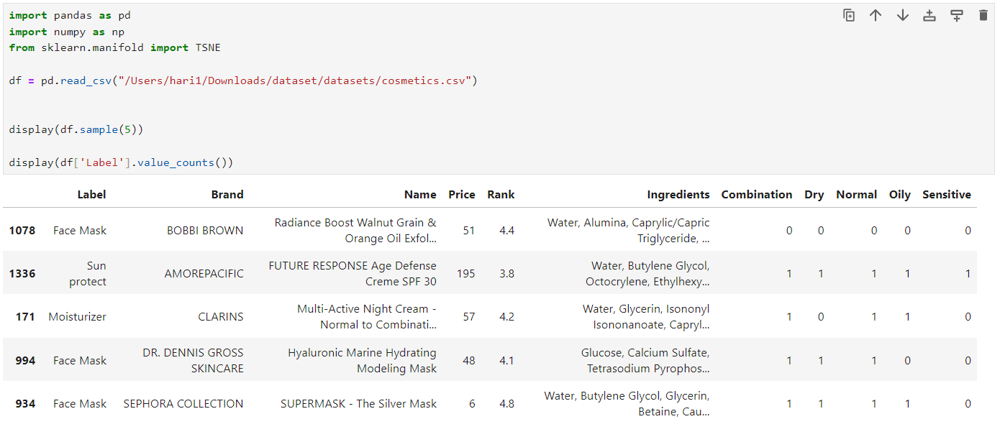 import pandas as pd
import numpy as np
from sklearn.manifold import TSNE
df = pd.read_csv("/Users/hari1/Downloads/dataset/datasets/cosmetics.csv")
display(df.sample(5))
display(df['Label'].value_counts())
Label Brand Name Price Rank Ingredients Combination Dry Normal Oily Sensitive
1078 Face Mask BOBBI BROWN Radiance Boost Walnut Grain & Orange Oil Exfol... 51 4.4 Water, Alumina, Caprylic/Capric Triglyceride, ... 0 0 0 0 0
1336 Sun protect AMOREPACIFIC FUTURE RESPONSE Age Defense Creme SPF 30 195 3.8 Water, Butylene Glycol, Octocrylene, Ethylhexy... 1 1 1 1 1
171 Moisturizer CLARINS Multi-Active Night Cream - Normal to Combinati... 57 4.2 Water, Glycerin, Isononyl Isononanoate, Capryl... 1 0 1 1 0
994 Face Mask DR. DENNIS GROSS SKINCARE Hyaluronic Marine Hydrating Modeling Mask 48 4.1 Glucose, Calcium Sulfate, Tetrasodium Pyrophos... 1 1 1 0 0
934 Face Mask SEPHORA COLLECTION SUPERMASK - The Silver Mask 6 4.8 Water, Butylene Glycol, Glycerin, Betaine, Cau... 1 1 1 1 0